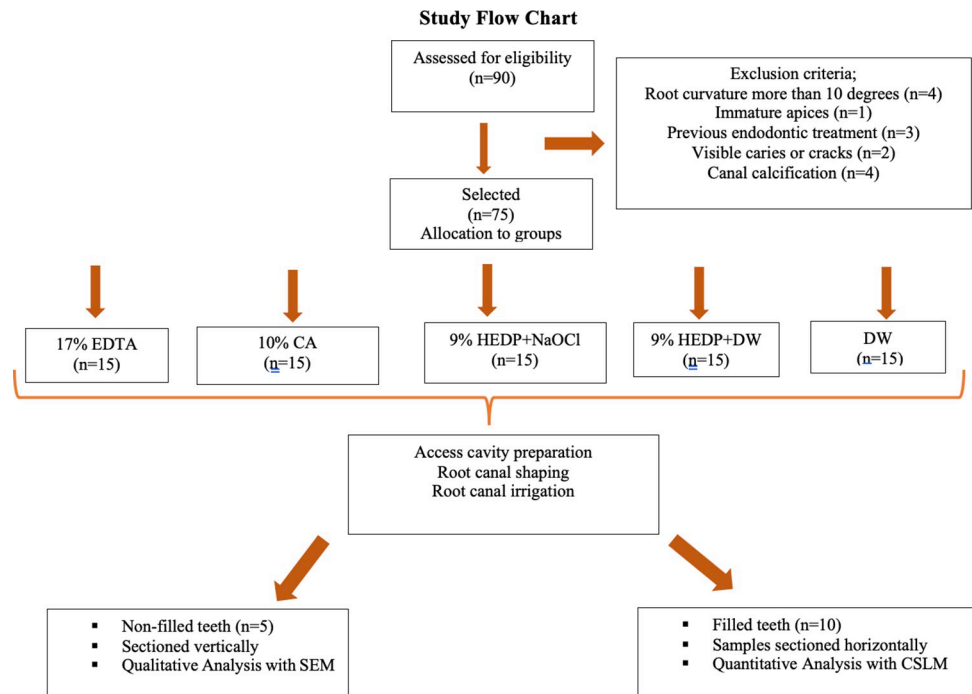 Study Flow Chart
Assessed for eligibility
(n=90)
Exclusion criteria;
Root curvature more than 10 degrees (n=4)
Immature apices (n=1)
Previous endodontic treatment (n=3)
Visible caries or cracks (n=2)
Canal calcification (n=4)
Selected
(n=75)
Allocation to groups
17% EDTA
(n=15)
10% CA
(n=15)
9% HEDP+NaOCl
(n=15)
9% HEDP+DW
(n=15)
DW
(n=15)
Access cavity preparation
Root canal shaping
Root canal irrigation
▪ Non-filled teeth (n=5)
▪ Sectioned vertically
▪ Qualitative Analysis with SEM
▪ Filled teeth (n=10)
▪ Samples sectioned horizontally
▪ Quantitative Analysis with CSLM